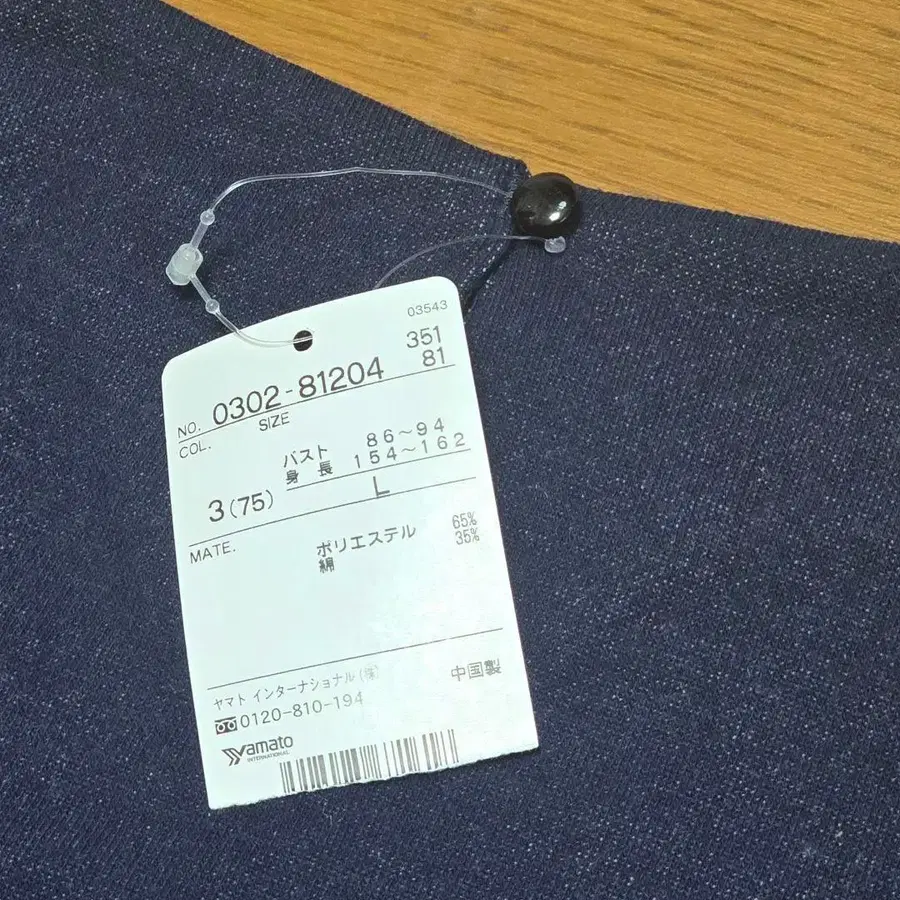 03543
351
NO. 0302-81204 81
COL. SIZE
バスト 86～94
身長 154～162
3(75) L
MATE. ポリエステル 65%
綿 35%
ヤマト インターナショナル(株) 中国製
0120-810-194
Yamato
INTERNATIONAL